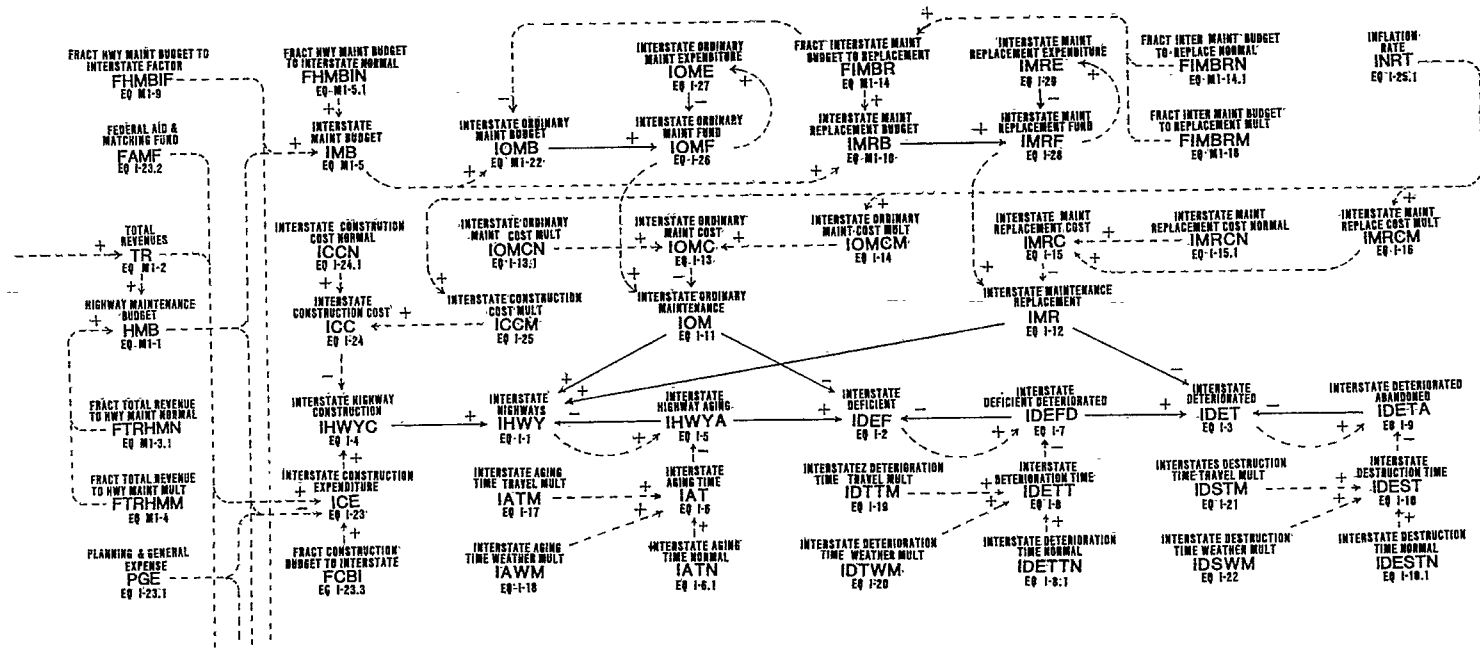 FRACT HWY MAINT BUDGET TO
INTERSTATE FACTOR
FHMBIF
EQ M1-9
FRACT HWY MAINT BUDGET
TO INTERSTATE NORMAL
FHMBIN
EQ M1-5.1
INTERSTATE ORDINARY
MAINT EXPENDITURE
IOME
EQ I-27
FRACT INTERSTATE MAINT
BUDGET TO REPLACEMENT
FIMBR
EQ M1-14
INTERSTATE MAINT
REPLACEMENT EXPENDITURE
IMRE
EQ I-29
FRACT INTER MAINT BUDGET
TO REPLACE NORMAL
FIMBRN
EQ M1-14.1
INFLATION
RATE
INRT
EQ I-25.1
FEDERAL AID &
MATCHING FUND
FAMF
EQ I-23.2
INTERSTATE
MAINT BUDGET
IMB
EQ M1-5
INTERSTATE ORDINARY
MAINT BUDGET
IOMB
EQ M1-22
INTERSTATE ORDINARY
MAINT FUND
IOMF
EQ I-26
INTERSTATE MAINT
REPLACEMENT BUDGET
IMRB
EQ M1-18
INTERSTATE MAINT
REPLACEMENT FUND
IMRF
EQ I-28
FRACT INTER MAINT BUDGET
TO REPLACEMENT MULT
FIMBRM
EQ M1-18
TOTAL
REVENUES
TR
EQ M1-2
INTERSTATE CONSTRUTION
COST NORMAL
ICCN
EQ I-24.1
INTERSTATE ORDINARY
MAINT COST MULT
IOMCN
EQ I-13.1
INTERSTATE ORDINARY
MAINT COST
IOMC
EQ I-13
INTERSTATE ORDINARY
MAINT COST MULT
IOMCM
EQ I-14
INTERSTATE MAINT
REPLACEMENT COST
IMRC
EQ I-15
INTERSTATE MAINT
REPLACEMENT COST NORMAL
IMRCN
EQ I-15.1
INTERSTATE MAINT
REPLACE COST MULT
IMRCM
EQ I-16
HIGHWAY MAINTENANCE
BUDGET
HMB
EQ M1-1
INTERSTATE
CONSTRUCTION COST
ICC
EQ I-24
INTERSTATE CONSTRUCTION
COST MULT
ICCM
EQ I-25
INTERSTATE ORDINARY
MAINTENANCE
IOM
EQ I-11
INTERSTATE MAINTENANCE
REPLACEMENT
IMR
EQ I-12
FRACT TOTAL REVENUE
TO HWY MAINT NORMAL
FTRHMN
EQ M1-3.1
INTERSTATE HIGHWAY
CONSTRUCTION
IHWYC
EQ I-4
INTERSTATE
HIGHWAYS
IHWY
EQ I-1
INTERSTATE
HIGHWAY AGING
IHWYA
EQ I-5
INTERSTATE
DEFICIENT
IDEF
EQ I-2
INTERSTATE
DEFICIENT DETERIORATED
IDEFD
EQ I-7
INTERSTATE
DETERIORATED
IDET
EQ I-3
INTERSTATE DETERIORATED
ABANDONED
IDETA
EB I-9
FRACT TOTAL REVENUE
TO HWY MAINT MULT
FTRHMM
EQ M1-4
INTERSTATE CONSTRUCTION
EXPENDITURE
ICE
EQ I-23
INTERSTATE AGING
TIME TRAVEL MULT
IATM
EQ I-17
INTERSTATE
AGING TIME
IAT
EQ I-6
INTERSTATEZ DETERIORATION
TIME TRAVEL MULT
IDTTM
EQ I-19
INTERSTATE
DETERIORATION TIME
IDETT
EQ I-8
INTERSTATES DESTRUCTION
TIME TRAVEL MULT
IDSTM
EQ I-21
INTERSTATE
DESTRUCTION TIME
IDEST
EQ I-10
PLANNING & GENERAL
EXPENSE
PGE
EQ I-23.1
FRACT CONSTRUCTION
BUDGET TO INTERSTATE
FCBI
EQ I-23.3
INTERSTATE AGING
TIME WEATHER MULT
IAWM
EQ I-18
INTERSTATE AGING
TIME NORMAL
IATN
EQ I-6.1
INTERSTATE DETERIORATION
TIME WEATHER MULT
IDTWM
EQ I-20
INTERSTATE DETERIORATION
TIME NORMAL
IDETTN
EQ I-8.1
INTERSTATE DESTRUCTION
TIME WEATHER MULT
IDSWM
EQ I-22
INTERSTATE DESTRUCTION
TIME NORMAL
IDESTN
EQ I-10.1